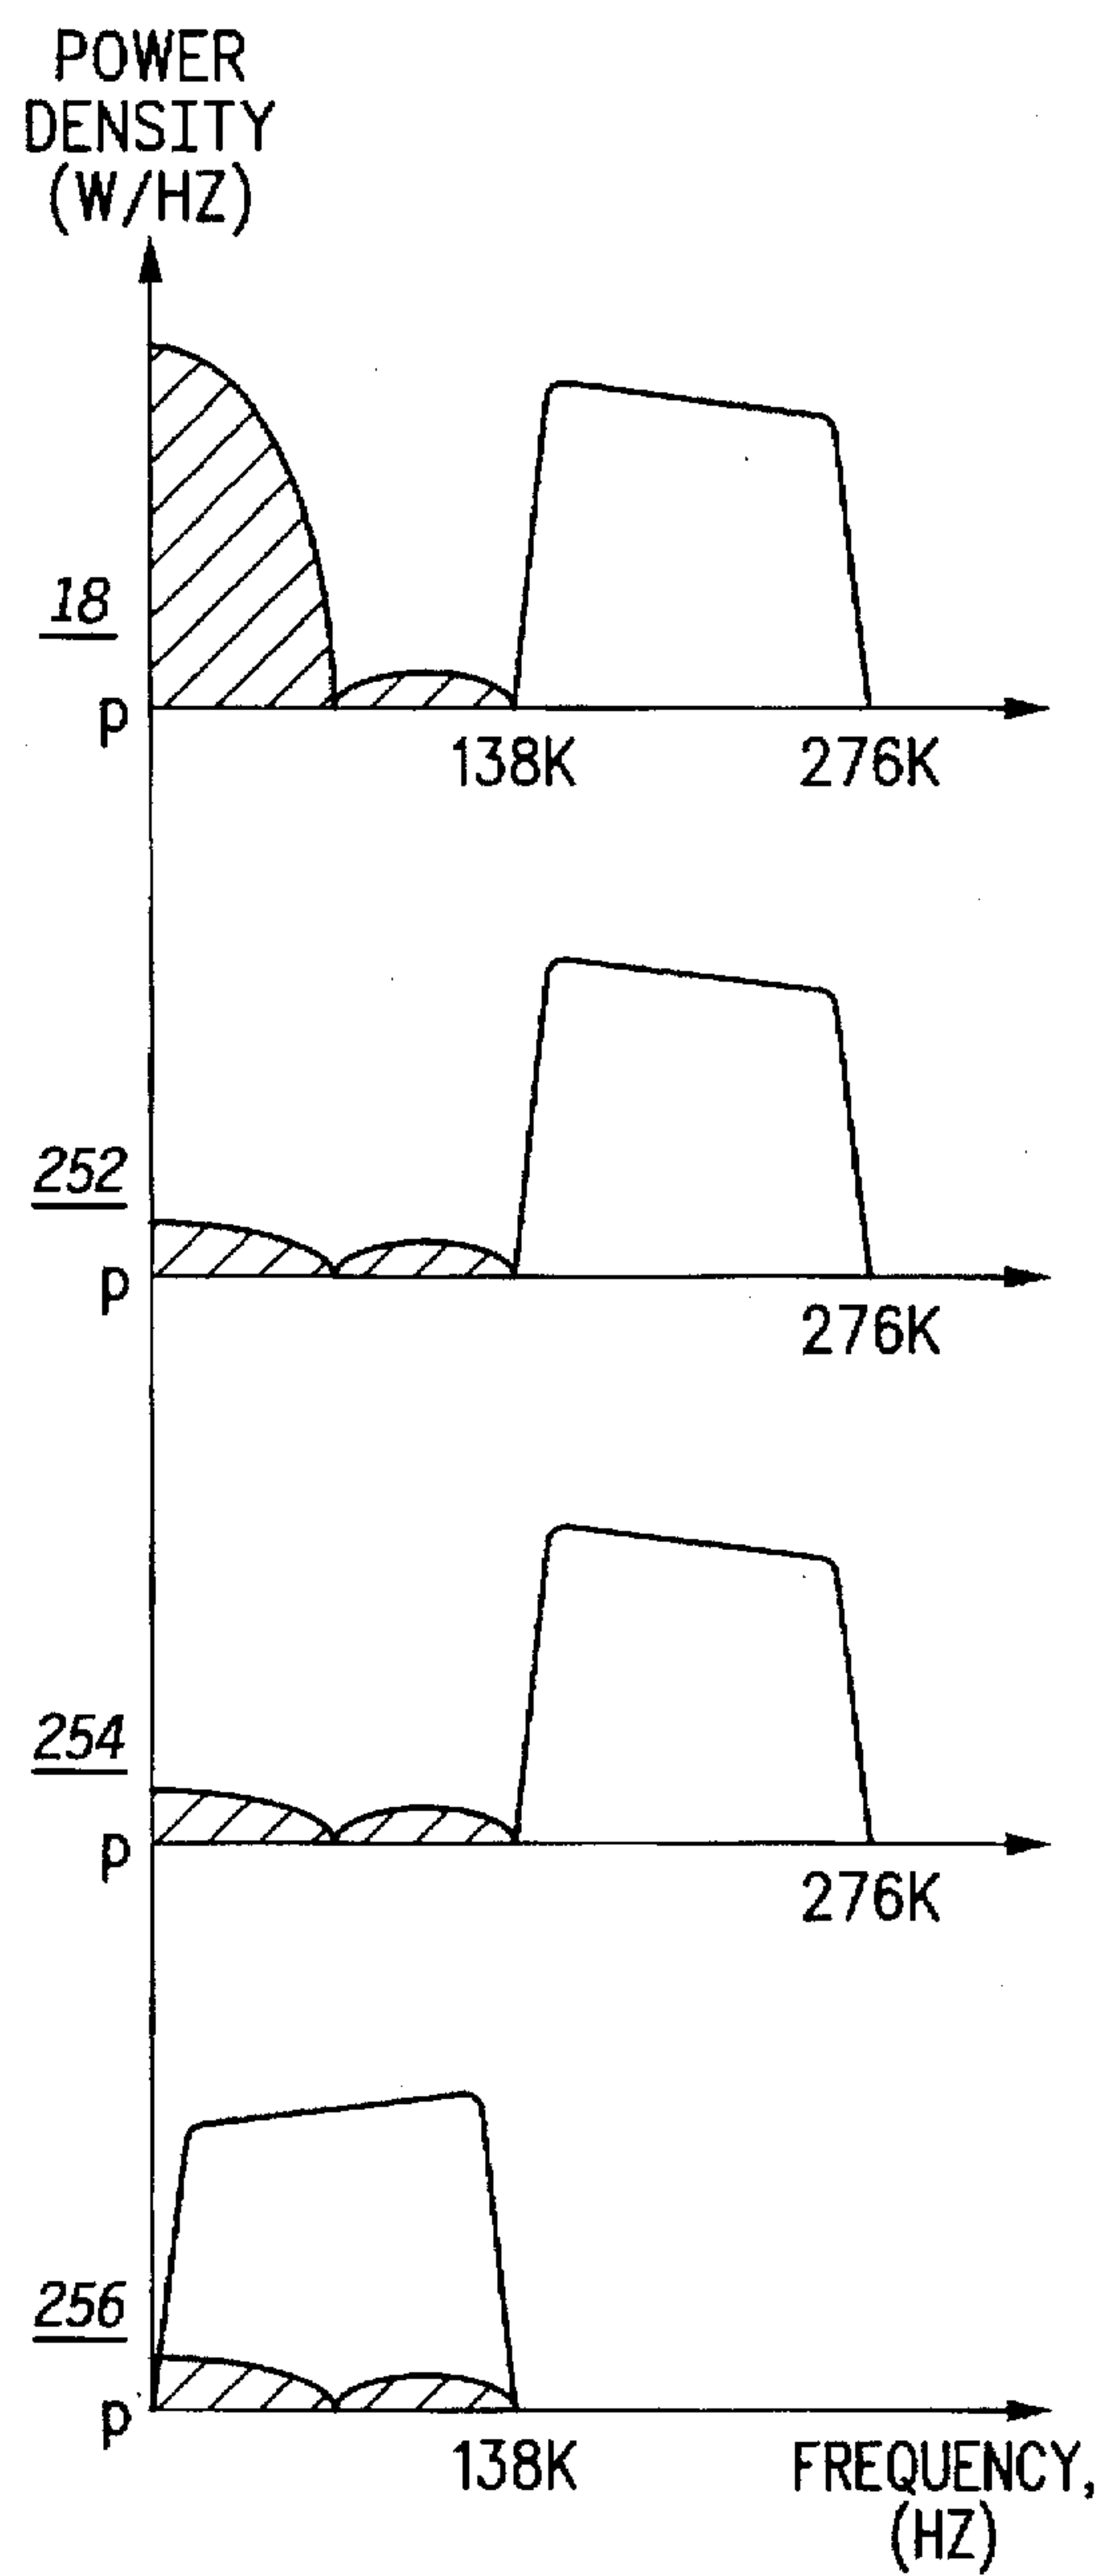 POWER
DENSITY
(W/HZ)
18
p
138K
276K
252
p
276K
254
p
276K
256
p
138K
FREQUENCY,
(HZ)